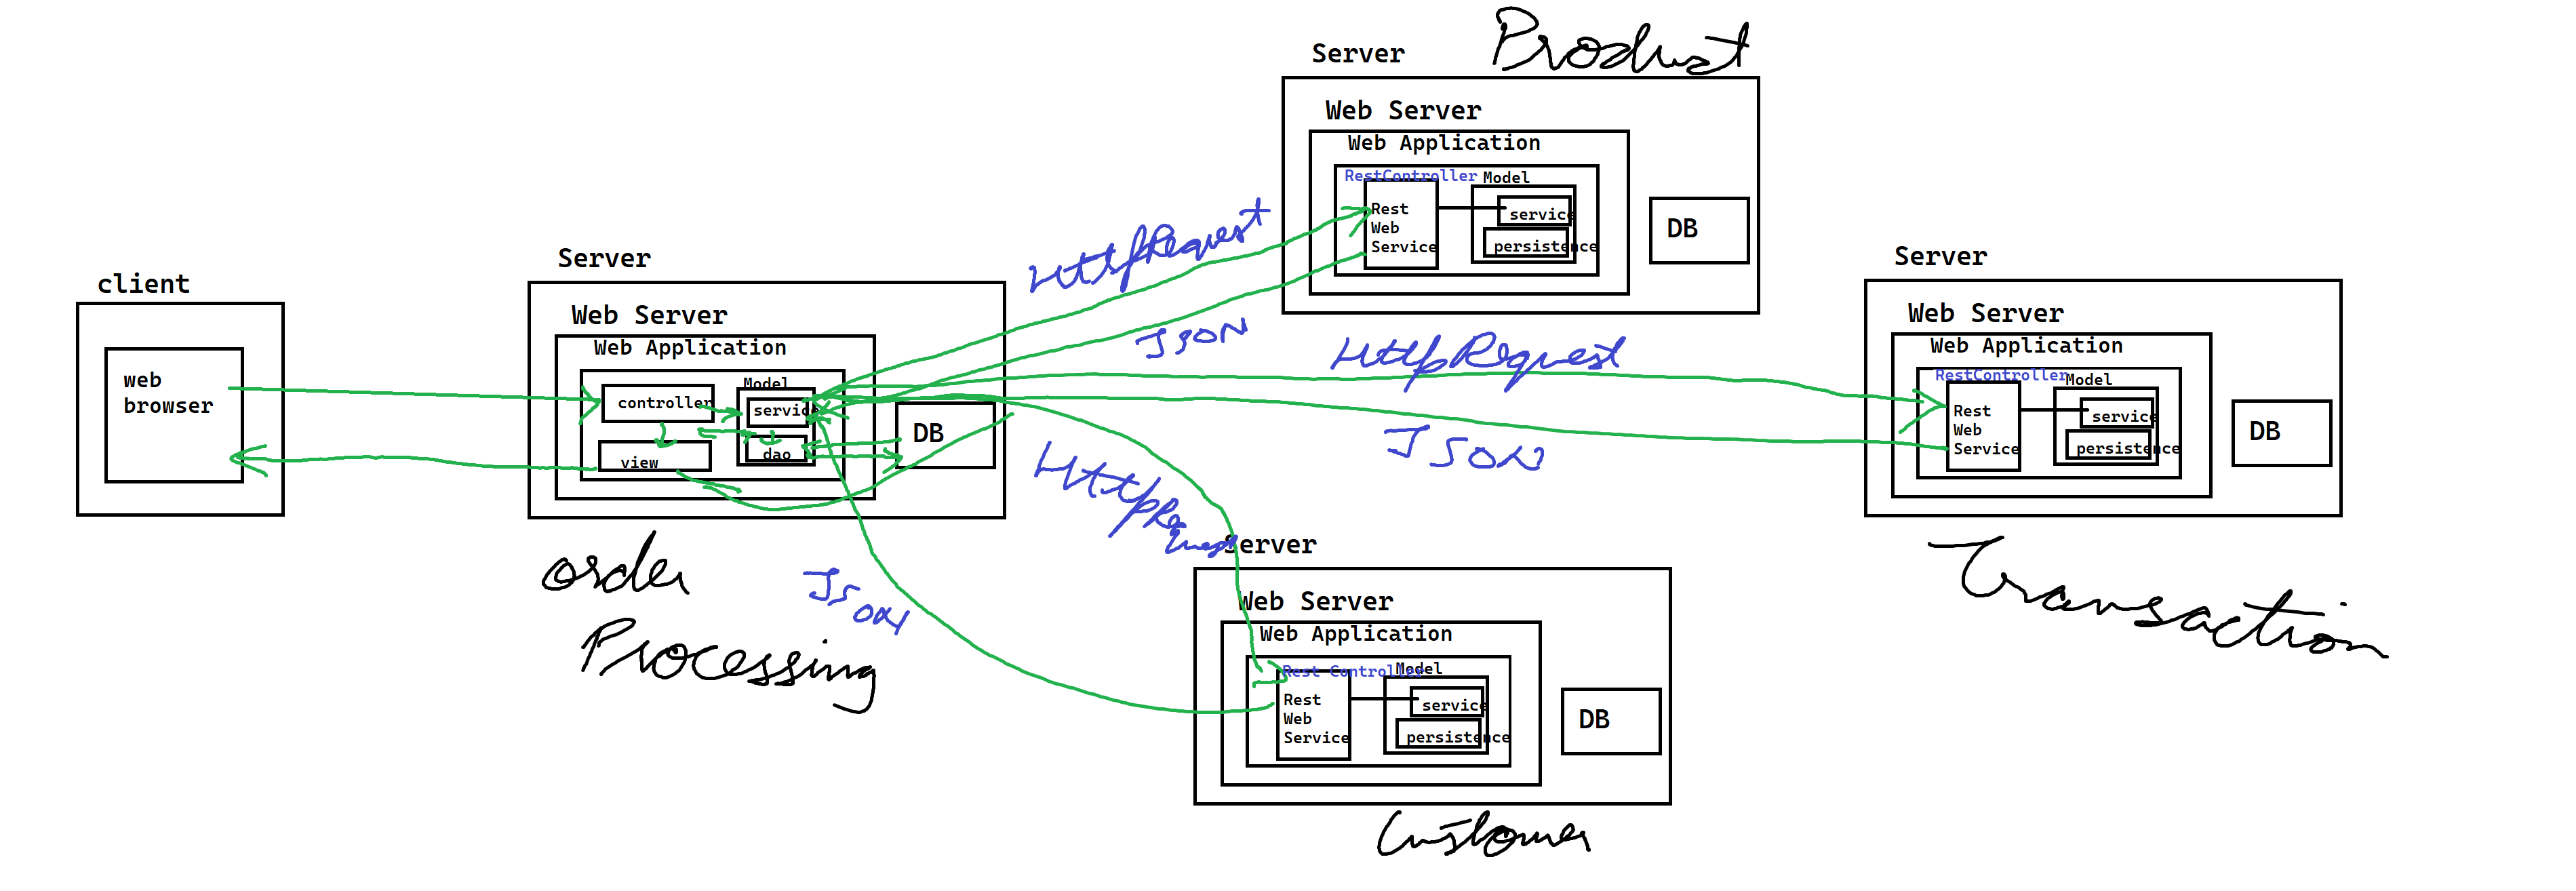 client
web
browser
Server
Web Server
Web Application
controller
view
Model
service
dao
DB
order
Processing
HttpRequest
JSON
Server
Product
Web Server
Web Application
RestController
Rest
Web
Service
Model
service
persistence
DB
HttpRequest
JSON
Server
Web Server
Web Application
RestController
Rest
Web
Service
Model
service
persistence
DB
Transaction
JSON
Server
Web Server
Web Application
Rest Controller
Rest
Web
Service
Model
service
persistence
DB
Customer